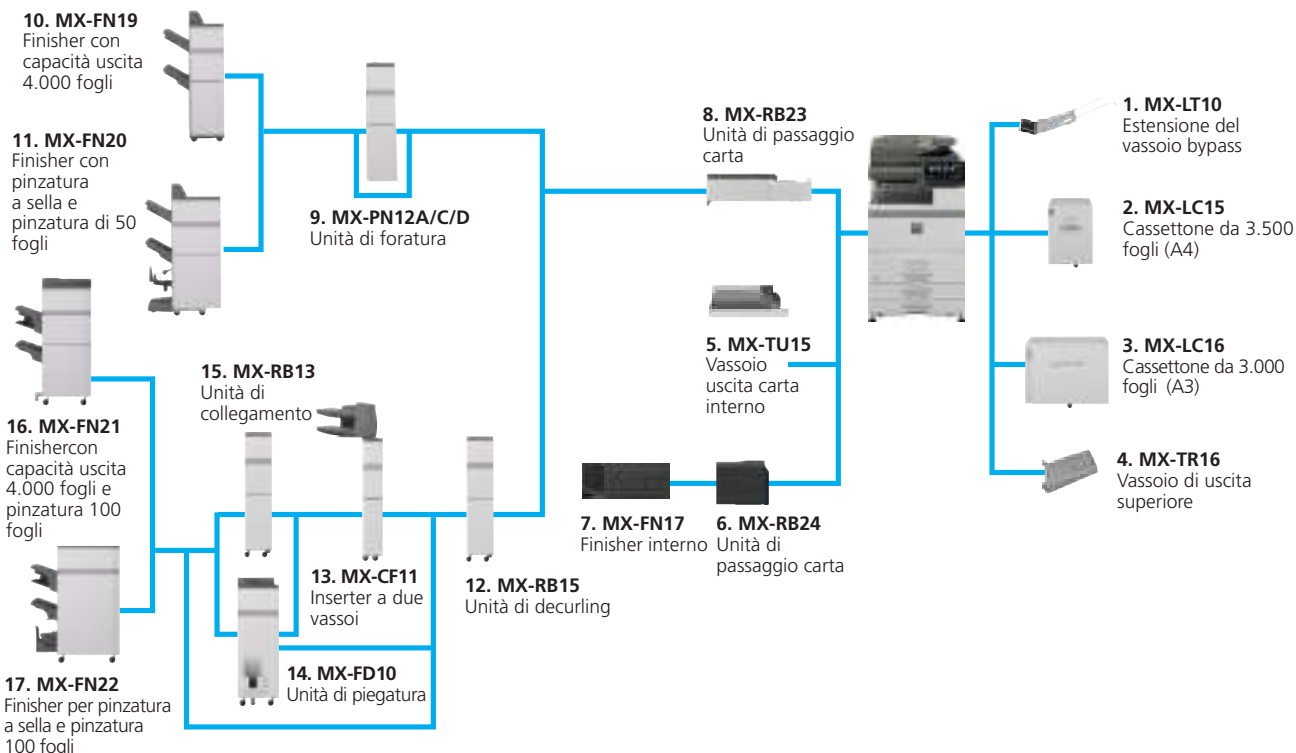 10. MX-FN19
Finisher con
capacità uscita
4.000 fogli
11. MX-FN20
Finisher con
pinzatura
a sella e
pinzatura di 50
fogli
9. MX-PN12A/C/D
Unità di foratura
8. MX-RB23
Unità di passaggio
carta
1. MX-LT10
Estensione del
vassoio bypass
2. MX-LC15
Cassettone da 3.500
fogli (A4)
5. MX-TU15
Vassoio
uscita carta
interno
3. MX-LC16
Cassettone da 3.000
fogli (A3)
4. MX-TR16
Vassoio di uscita
superiore
15. MX-RB13
Unità di
collegamento
16. MX-FN21
Finishercon
capacità uscita
4.000 fogli e
pinzatura 100
fogli
7. MX-FN17
Finisher interno
6. MX-RB24
Unità di
passaggio carta
13. MX-CF11
Inserter a due
vassoi
12. MX-RB15
Unità di decurling
14. MX-FD10
Unità di piegatura
17. MX-FN22
Finisher per pinzatura
a sella e pinzatura
100 fogli